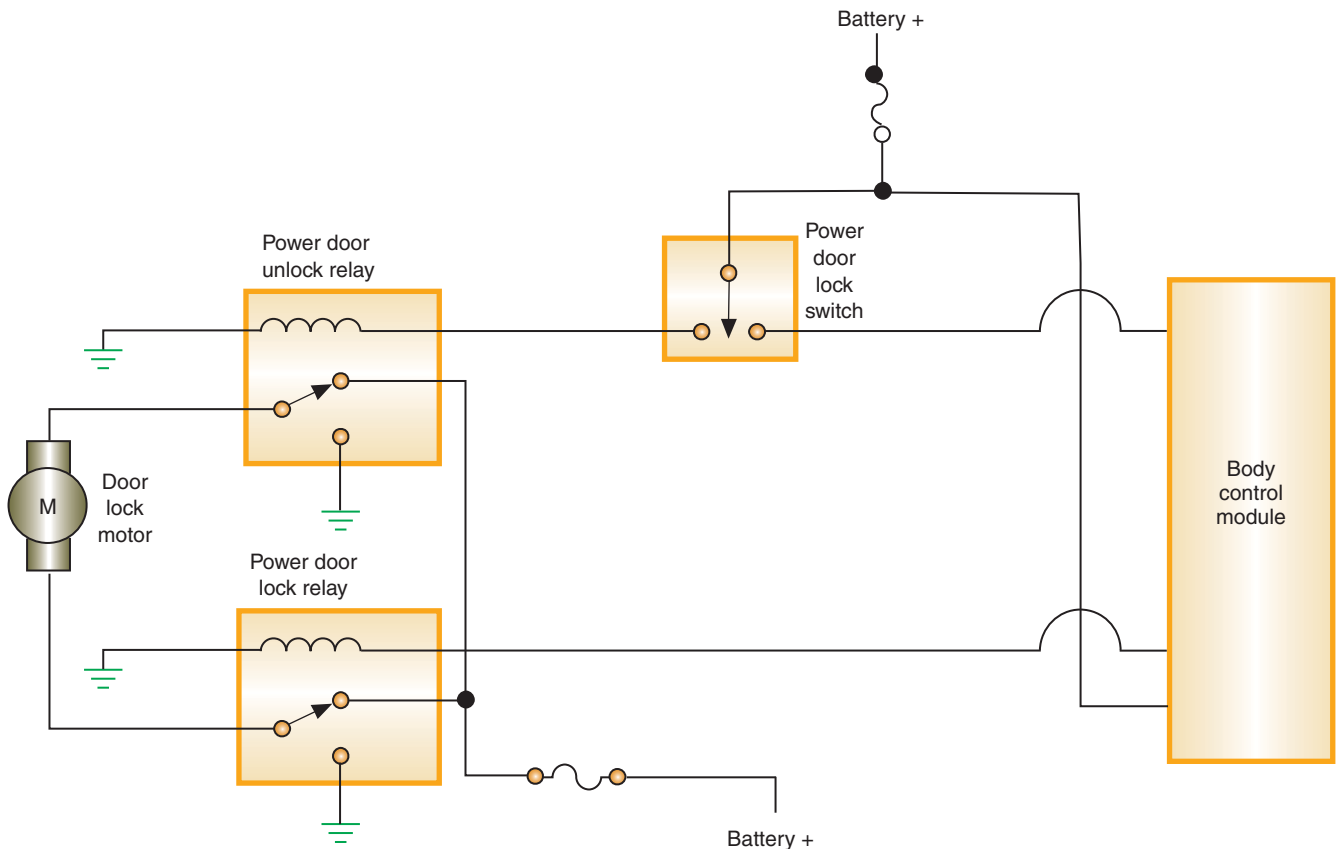 Battery +
Power door
unlock relay
Power
door
lock
switch
Door
lock
motor
M
Body
control
module
Power door
lock relay
Battery +